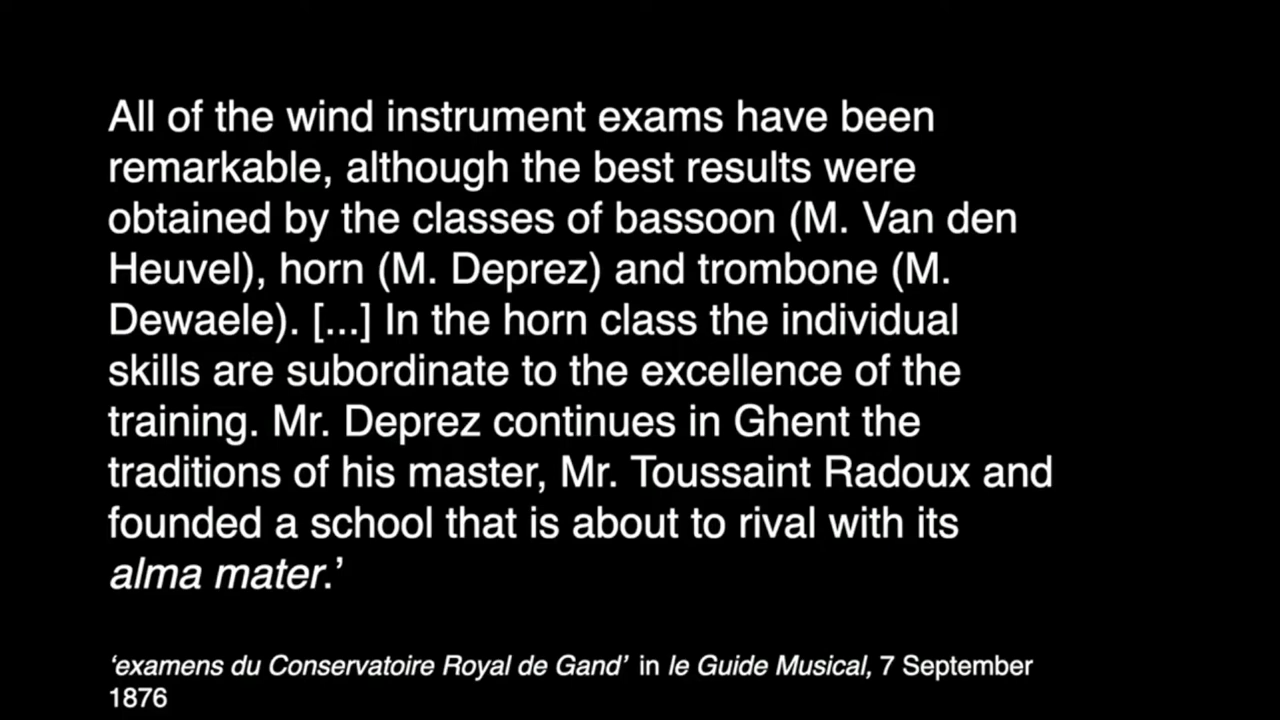 All of the wind instrument exams have been
remarkable, although the best results were
obtained by the classes of bassoon (M. Van den
Heuvel), horn (M. Deprez) and trombone (M.
Dewaele). [...] In the horn class the individual
skills are subordinate to the excellence of the
training. Mr. Deprez continues in Ghent the
traditions of his master, Mr. Toussaint Radoux and
founded a school that is about to rival with its
alma mater.’
‘examens du Conservatoire Royal de Gand’ in le Guide Musical, 7 September
1876